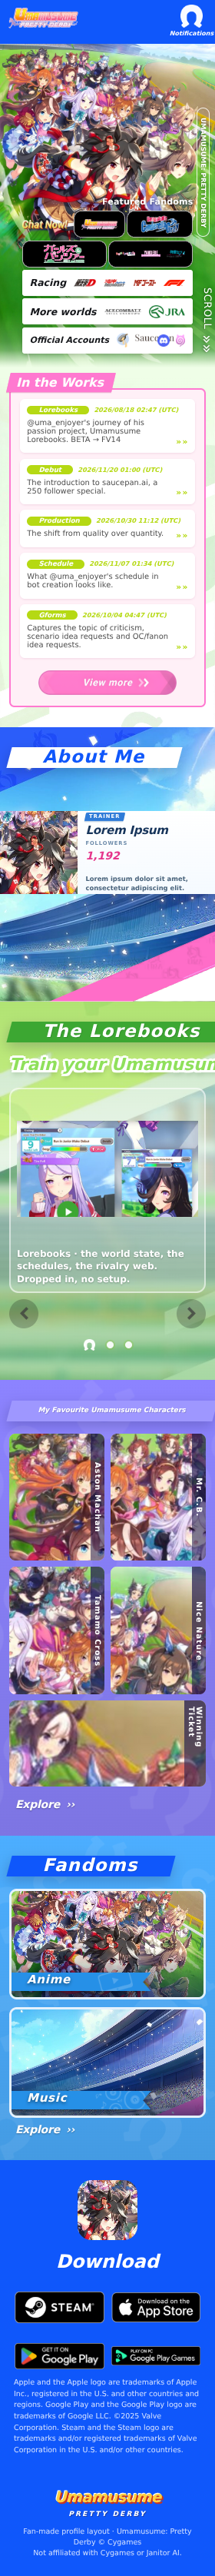 Umamusume
PRETTY DERBY
Notifications
UMAMUSUME: PRETTY DERBY
Featured Fandoms
Chat Now!
Racing
F1
More worlds
ACE COMBAT
JRA
Official Accounts
Saucepan
SCROLL
In the Works
Lorebooks 2026/08/18 02:47 (UTC)
@uma_enjoyer's journey of his
passion project, Umamusume
Lorebooks. BETA → FV14
Debut 2026/11/20 01:00 (UTC)
The introduction to saucepan.ai, a
250 follower special.
Production 2026/10/30 11:12 (UTC)
The shift from quality over quantity.
Schedule 2026/11/07 01:34 (UTC)
What @uma_enjoyer's schedule in
bot creation looks like.
Gforms 2026/10/04 04:47 (UTC)
Captures the topic of criticism,
scenario idea requests and OC/fanon
idea requests.
View more
About Me
TRAINER
Lorem Ipsum
FOLLOWERS
1,192
Lorem ipsum dolor sit amet,
consectetur adipiscing elit.
The Lorebooks
Train your Umamusum
Lorebooks · the world state, the
schedules, the rivalry web.
Dropped in, no setup.
My Favourite Umamusume Characters
Aston Machan
Mr. C.B.
Tamamo Cross
Nice Nature
Winning
Ticket
Explore ››
Fandoms
Anime
Music
Explore ››
Download
STEAM®
Download on the
App Store
GET IT ON
Google Play
PLAY ON PC
Google Play Games
Apple and the Apple logo are trademarks of Apple
Inc., registered in the U.S. and other countries and
regions. Google Play and the Google Play logo are
trademarks of Google LLC. ©2025 Valve
Corporation. Steam and the Steam logo are
trademarks and/or registered trademarks of Valve
Corporation in the U.S. and/or other countries.
Umamusume
PRETTY DERBY
Fan-made profile layout · Umamusume: Pretty
Derby © Cygames
Not affiliated with Cygames or Janitor AI.